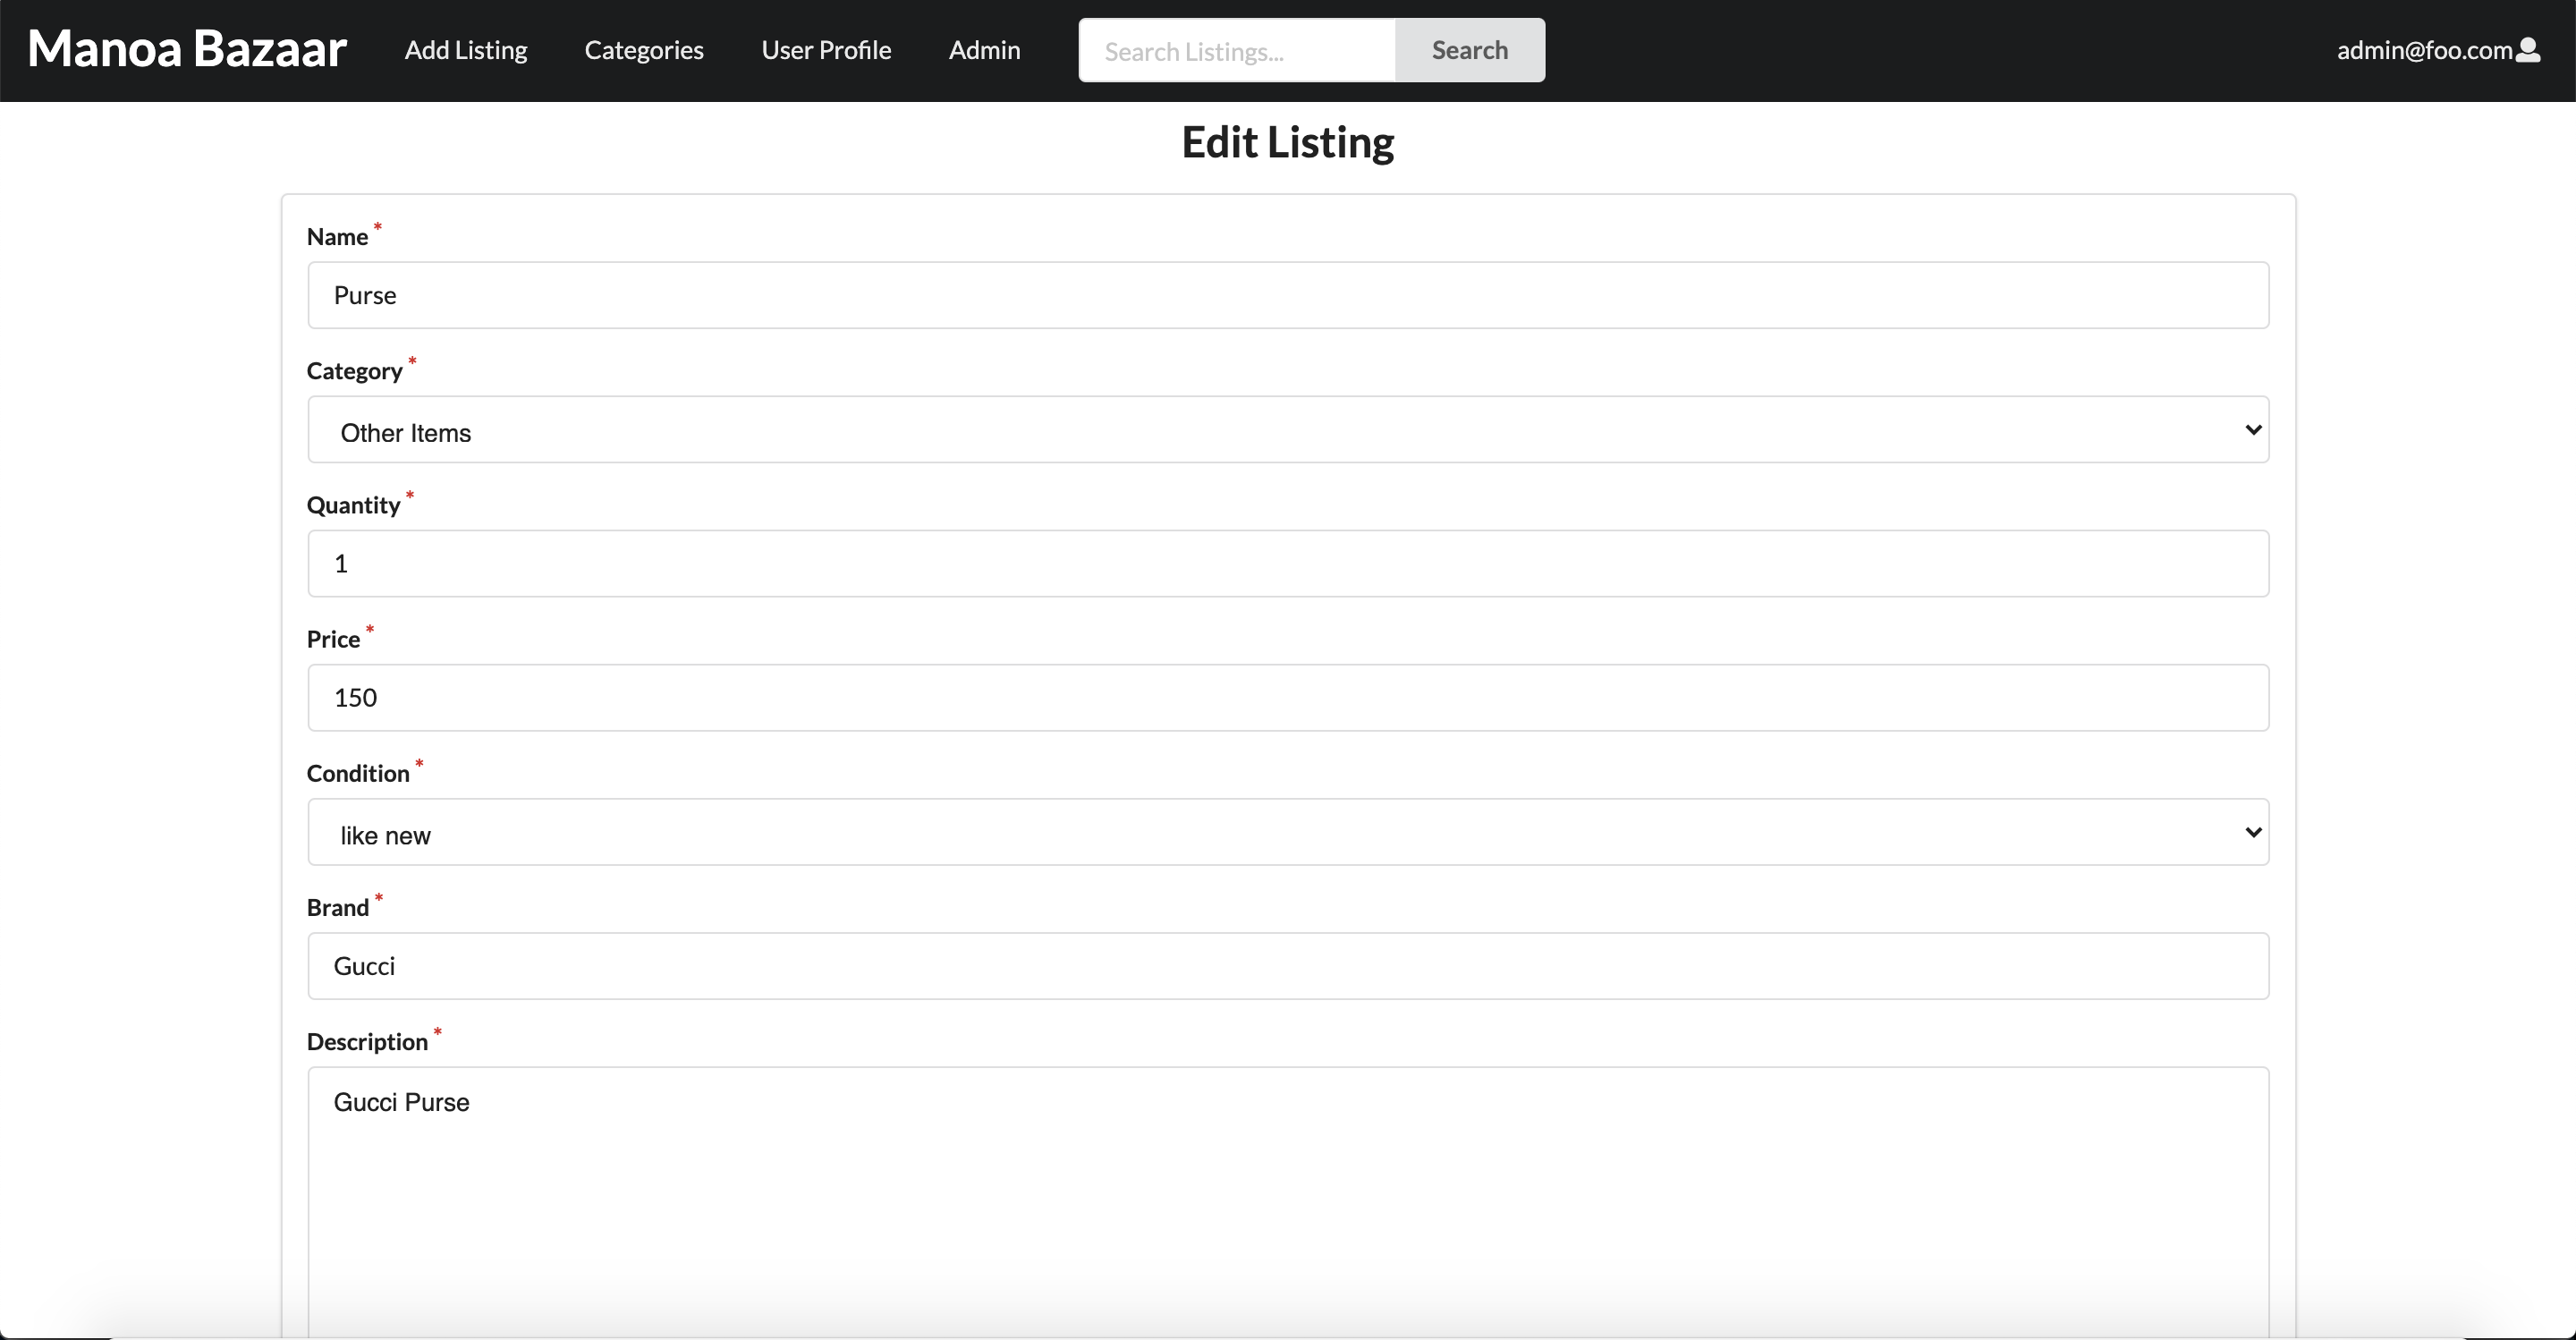 Manoa Bazaar Add Listing Categories User Profile Admin Search Listings... Search admin@foo.com
Edit Listing
Name *
Purse
Category *
Other Items
Quantity *
1
Price *
150
Condition *
like new
Brand *
Gucci
Description *
Gucci Purse